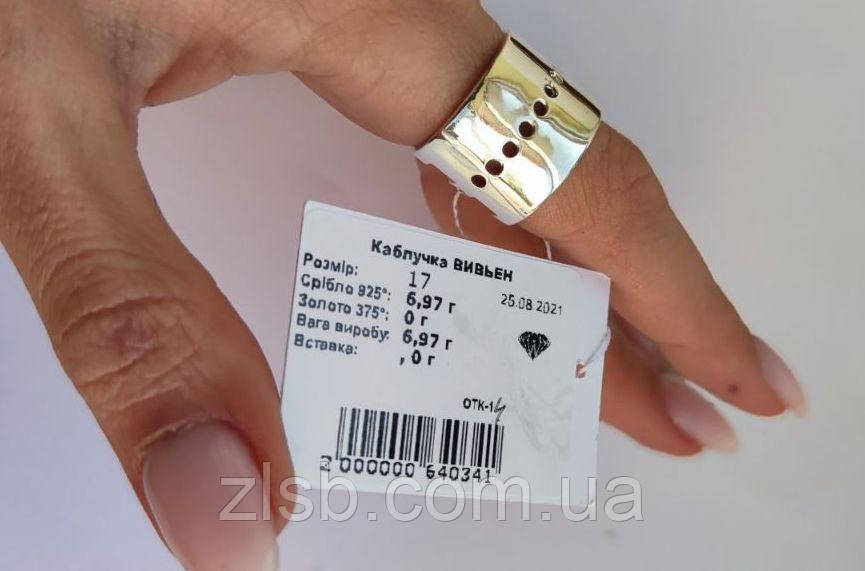 Каблучка ВИВЬЕН
Розмір: 17
Срібло 925°: 6,97 г
25.08.2021
Золото 375°: 0 г
Вага виробу: 6,97 г
Вставка: , 0 г
ОТК-14
2 000000 640341
zlsb.com.ua